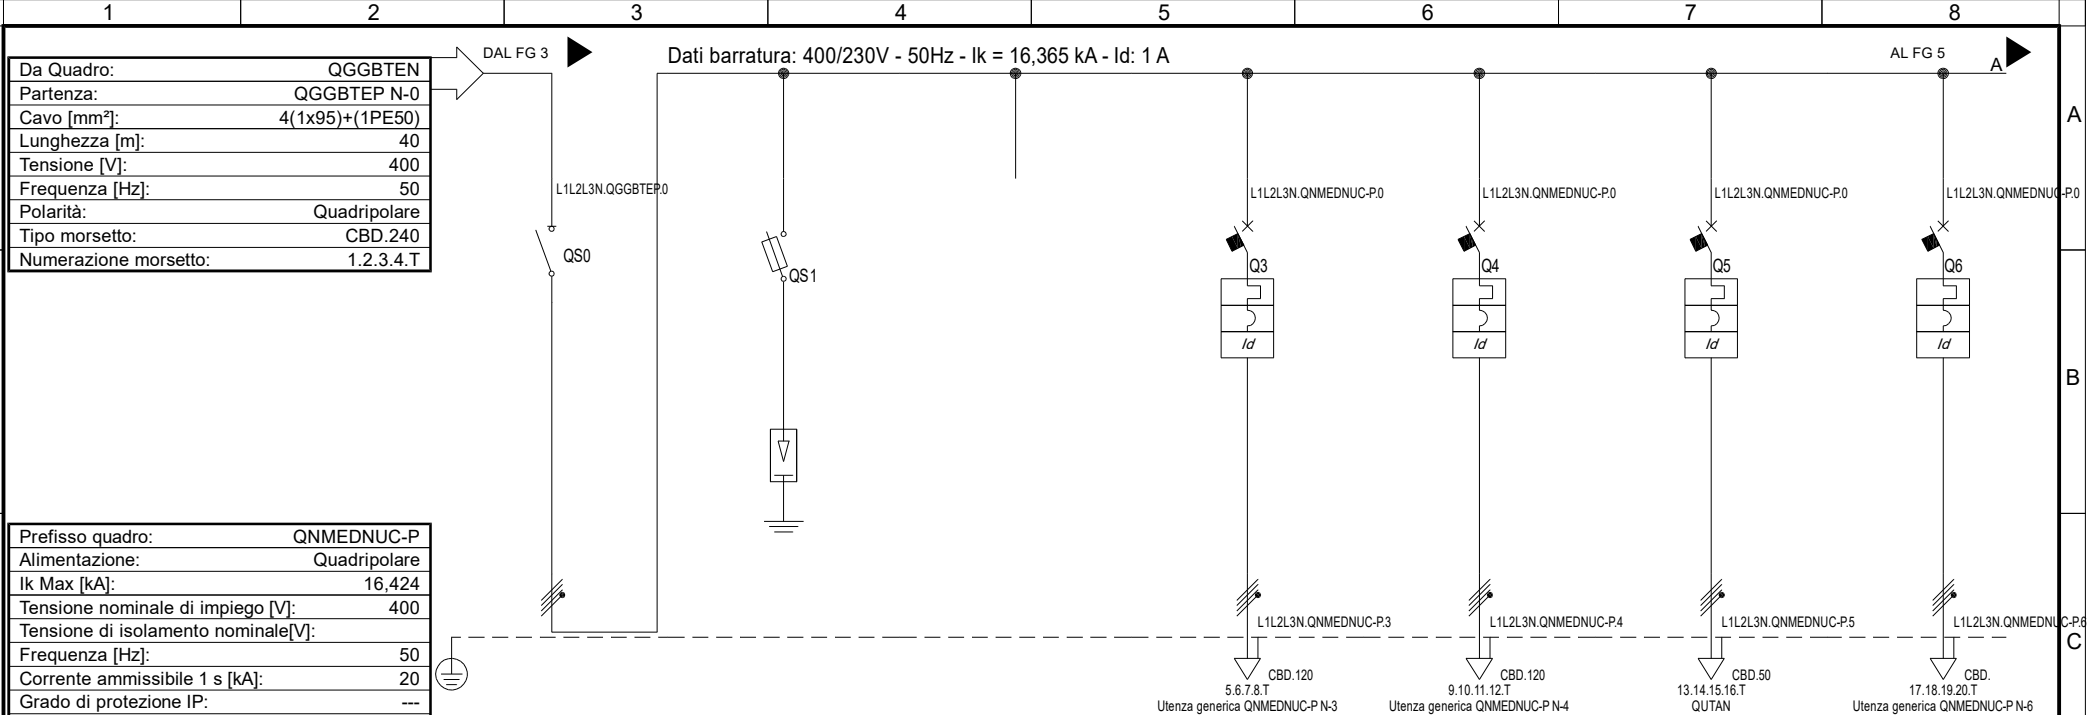 1 2 3 4 5 6 7 8
DAL FG 3
Dati barratura: 400/230V - 50Hz - Ik = 16,365 kA - Id: 1 A
AL FG 5
A
A
Da Quadro: QGGBTEN
Partenza: QGGBTEP N-0
Cavo [mm²]: 4(1x95)+(1PE50)
Lunghezza [m]: 40
Tensione [V]: 400
Frequenza [Hz]: 50
Polarità: Quadripolare
Tipo morsetto: CBD.240
Numerazione morsetto: 1.2.3.4.T
L1L2L3N.QGGBTEP.0
L1L2L3N.QNMEDNUC-P.0
L1L2L3N.QNMEDNUC-P.0
L1L2L3N.QNMEDNUC-P.0
L1L2L3N.QNMEDNUC-P.0
QS0
QS1
Q3
Q4
Q5
Q6
Id
Id
Id
Id
B
Prefisso quadro: QNMEDNUC-P
Alimentazione: Quadripolare
Ik Max [kA]: 16,424
Tensione nominale di impiego [V]: 400
Tensione di isolamento nominale[V]:
Frequenza [Hz]: 50
Corrente ammissibile 1 s [kA]: 20
Grado di protezione IP: ---
L1L2L3N.QNMEDNUC-P.3
L1L2L3N.QNMEDNUC-P.4
L1L2L3N.QNMEDNUC-P.5
L1L2L3N.QNMEDNUC-P.6
C
CBD.120
5.6.7.8.T
Utenza generica QNMEDNUC-P N-3
CBD.120
9.10.11.12.T
Utenza generica QNMEDNUC-P N-4
CBD.50
13.14.15.16.T
QUTAN
CBD.
17.18.19.20.T
Utenza generica QNMEDNUC-P N-6